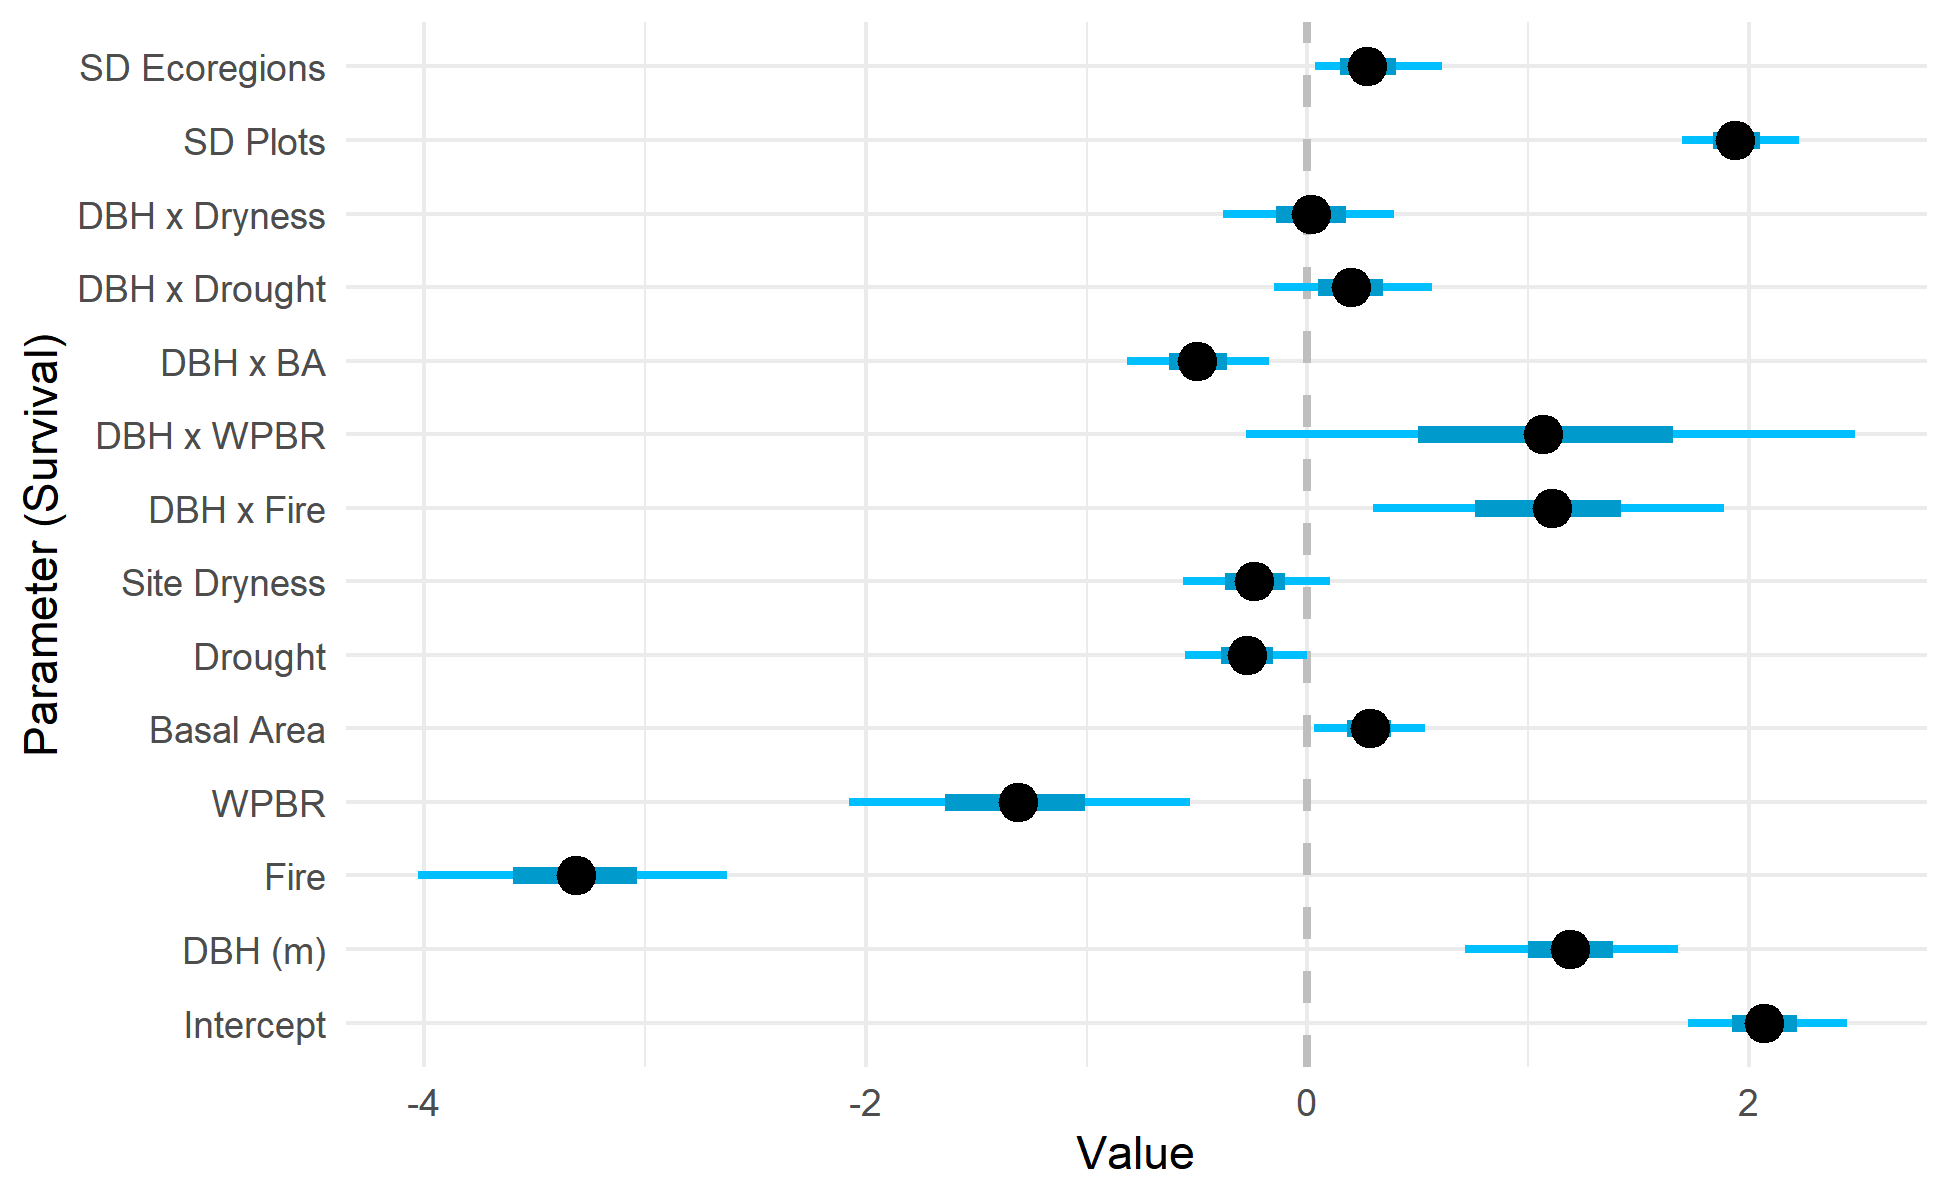 SD Ecoregions
SD Plots
DBH x Dryness
DBH x Drought
DBH x BA
DBH x WPBR
DBH x Fire
Site Dryness
Drought
Basal Area
WPBR
Fire
DBH (m)
Intercept
Parameter (Survival)
-4 -2 0 2
Value